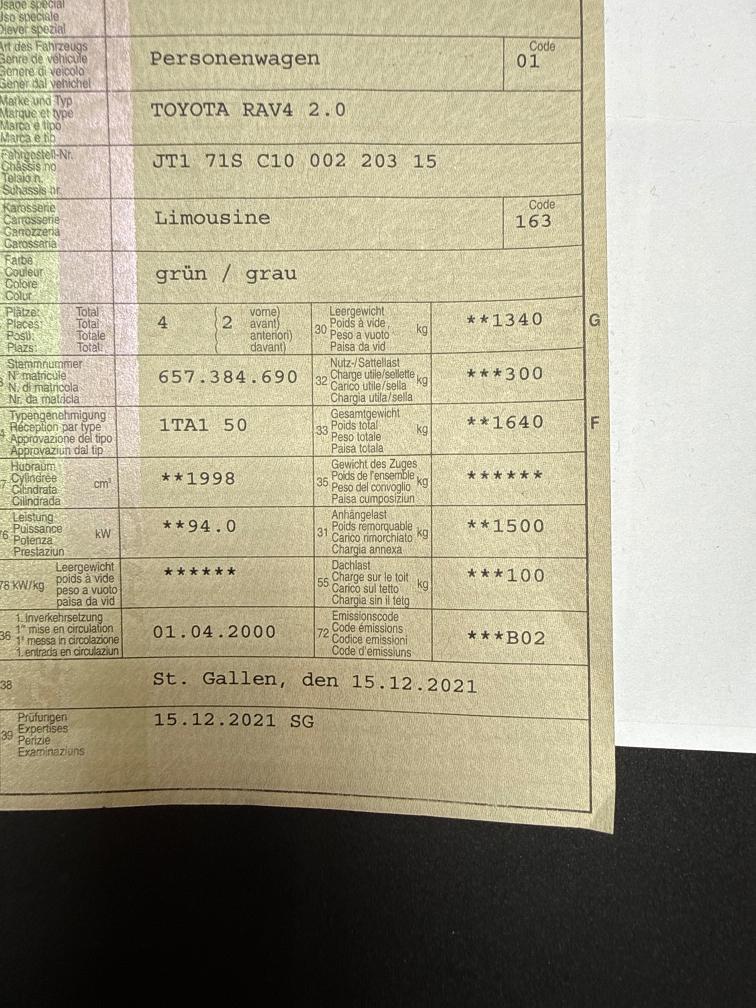 Usage spécial
Uso speciale
Diever spezial
Art des Fahrzeugs
Genre de véhicule
Genere di veicolo
Gener dal vehichel
Personenwagen
Code
01
Marke und Typ
Marque et type
Marca e tipo
Marca e tip
TOYOTA RAV4 2.0
Fahrgestell-Nr.
Châssis no
Telaio n.
Suhassis nr.
JT1 71S C10 002 203 15
Karosserie
Carrosserie
Carrozzeria
Carossaria
Limousine
Code
163
Farbe
Couleur
Colore
Colur
grün / grau
Plätze: Total
Places: Total
Posti: Totale
Plazs: Total:
4
2
vorne)
avant)
anteriori)
davant)
30
Leergewicht
Poids à vide
Peso a vuoto
Paisa da vid
kg
**1340
G
Stammnummer
N° matricule
N. di matricola
Nr. da matricla
657.384.690
32
Nutz-/Sattellast
Charge utile/sellette
Carico utile/sella
Chargia utila/sella
kg
***300
Typengenehmigung
Réception par type
Approvazione del tipo
Approvaziun dal tip
1TA1 50
33
Gesamtgewicht
Poids total
Peso totale
Paisa totala
kg
**1640
F
Hubraum
Cylindrée
Cilindrata
Cilindrada
cm³
**1998
35
Gewicht des Zuges
Poids de l'ensemble
Peso del convoglio
Paisa cumposiziun
kg
******
76
Leistung
Puissance
Potenza
Prestaziun
kW
**94.0
31
Anhängelast
Poids remorquable
Carico rimorchiato
Chargia annexa
kg
**1500
78 kW/kg
Leergewicht
poids à vide
peso a vuoto
paisa da vid
******
55
Dachlast
Charge sur le toit
Carico sul tetto
Chargia sin il tetg
kg
***100
36
1. Inverkehrsetzung
1re mise en circulation
1a messa in circolazione
1. entrada en circulaziun
01.04.2000
72
Emissionscode
Code émissions
Codice emissioni
Code d'emissiuns
***B02
38
St. Gallen, den 15.12.2021
39
Prüfungen
Expertises
Perizie
Examinaziuns
15.12.2021 SG